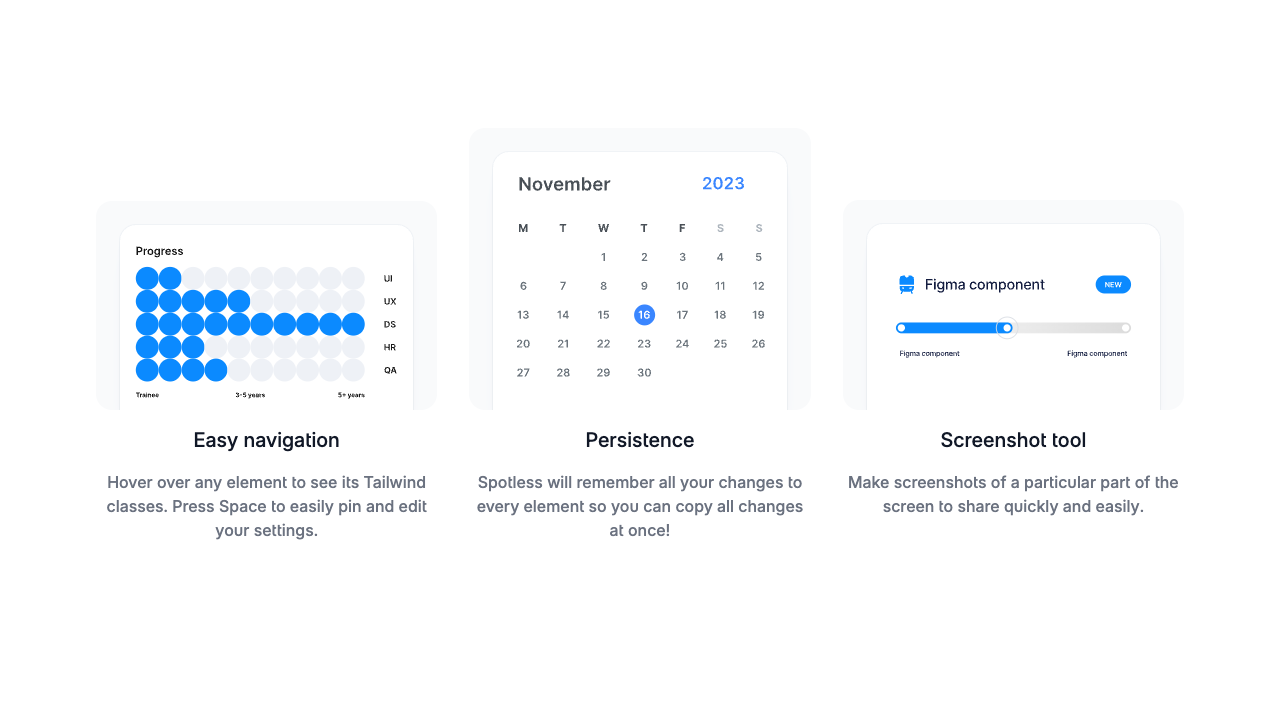 Progress
UI
UX
DS
HR
QA
Trainee 3-5 years 5+ years
Easy navigation
Hover over any element to see its Tailwind
classes. Press Space to easily pin and edit
your settings.
November 2023
M T W T F S S
1 2 3 4 5
6 7 8 9 10 11 12
13 14 15 16 17 18 19
20 21 22 23 24 25 26
27 28 29 30
Persistence
Spotless will remember all your changes to
every element so you can copy all changes
at once!
Figma component NEW
Figma component Figma component
Screenshot tool
Make screenshots of a particular part of the
screen to share quickly and easily.